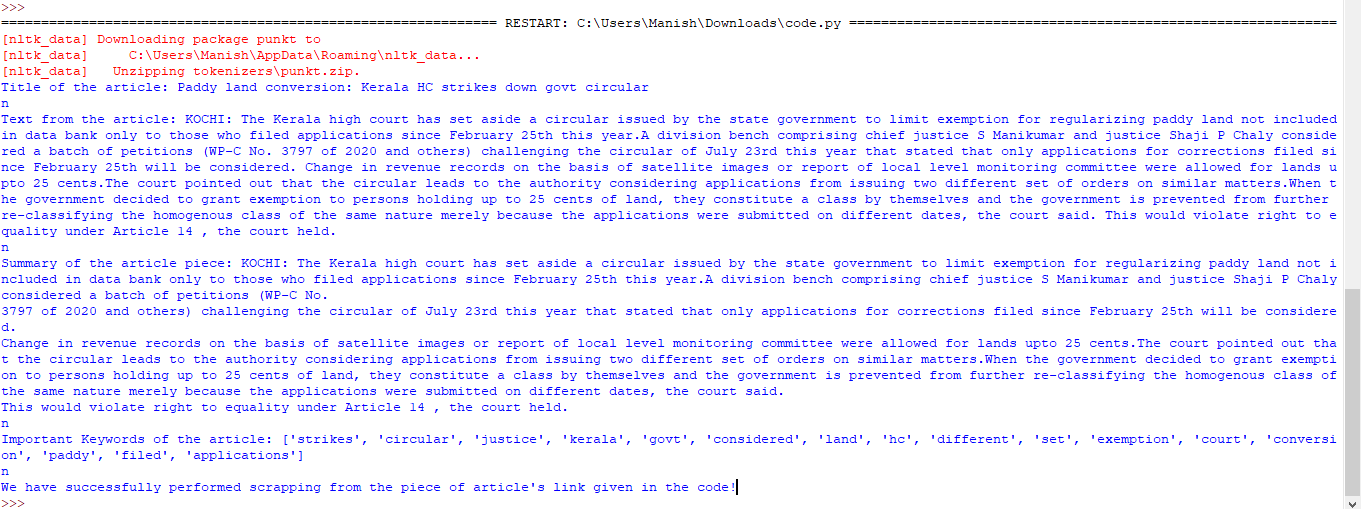 >>>
=============================================================== RESTART: C:\Users\Manish\Downloads\code.py ==============================================================
[nltk_data] Downloading package punkt to
[nltk_data]     C:\Users\Manish\AppData\Roaming\nltk_data...
[nltk_data]   Unzipping tokenizers\punkt.zip.
Title of the article: Paddy land conversion: Kerala HC strikes down govt circular
n
Text from the article: KOCHI: The Kerala high court has set aside a circular issued by the state government to limit exemption for regularizing paddy land not included
in data bank only to those who filed applications since February 25th this year.A division bench comprising chief justice S Manikumar and justice Shaji P Chaly conside
red a batch of petitions (WP-C No. 3797 of 2020 and others) challenging the circular of July 23rd this year that stated that only applications for corrections filed si
nce February 25th will be considered. Change in revenue records on the basis of satellite images or report of local level monitoring committee were allowed for lands u
pto 25 cents.The court pointed out that the circular leads to the authority considering applications from issuing two different set of orders on similar matters.When t
he government decided to grant exemption to persons holding up to 25 cents of land, they constitute a class by themselves and the government is prevented from further
re-classifying the homogenous class of the same nature merely because the applications were submitted on different dates, the court said. This would violate right to e
quality under Article 14 , the court held.
n
Summary of the article piece: KOCHI: The Kerala high court has set aside a circular issued by the state government to limit exemption for regularizing paddy land not i
ncluded in data bank only to those who filed applications since February 25th this year.A division bench comprising chief justice S Manikumar and justice Shaji P Chaly
considered a batch of petitions (WP-C No.
3797 of 2020 and others) challenging the circular of July 23rd this year that stated that only applications for corrections filed since February 25th will be considere
d.
Change in revenue records on the basis of satellite images or report of local level monitoring committee were allowed for lands upto 25 cents.The court pointed out tha
t the circular leads to the authority considering applications from issuing two different set of orders on similar matters.When the government decided to grant exempti
on to persons holding up to 25 cents of land, they constitute a class by themselves and the government is prevented from further re-classifying the homogenous class of
the same nature merely because the applications were submitted on different dates, the court said.
This would violate right to equality under Article 14 , the court held.
n
Important Keywords of the article: ['strikes', 'circular', 'justice', 'kerala', 'govt', 'considered', 'land', 'hc', 'different', 'set', 'exemption', 'court', 'conversi
on', 'paddy', 'filed', 'applications']
n
We have successfully performed scrapping from the piece of article's link given in the code!
>>>